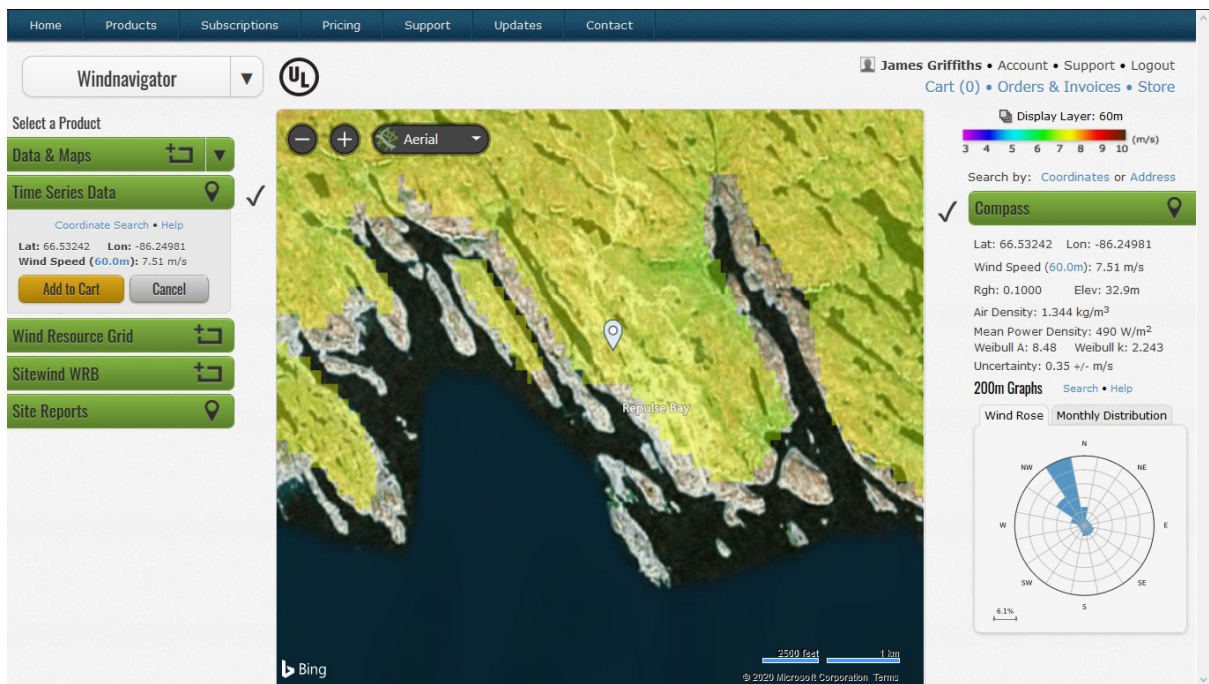 Home Products Subscriptions Pricing Support Updates Contact
Windnavigator
UL
James Griffiths • Account • Support • Logout
Cart (0) • Orders & Invoices • Store
Select a Product
Data & Maps
Time Series Data
Coordinate Search • Help
Lat: 66.53242 Lon: -86.24981
Wind Speed (60.0m): 7.51 m/s
Add to Cart Cancel
Wind Resource Grid
Sitewind WRB
Site Reports
Aerial
Repulse Bay
2500 feet 1 km
Bing
© 2020 Microsoft Corporation Terms
Display Layer: 60m
3 4 5 6 7 8 9 10 (m/s)
Search by: Coordinates or Address
Compass
Lat: 66.53242 Lon: -86.24981
Wind Speed (60.0m): 7.51 m/s
Rgh: 0.1000 Elev: 32.9m
Air Density: 1.344 kg/m³
Mean Power Density: 490 W/m²
Weibull A: 8.48 Weibull k: 2.243
Uncertainty: 0.35 +/- m/s
200m Graphs Search • Help
Wind Rose Monthly Distribution
N
NW NE
W E
SW SE
S
6.1%